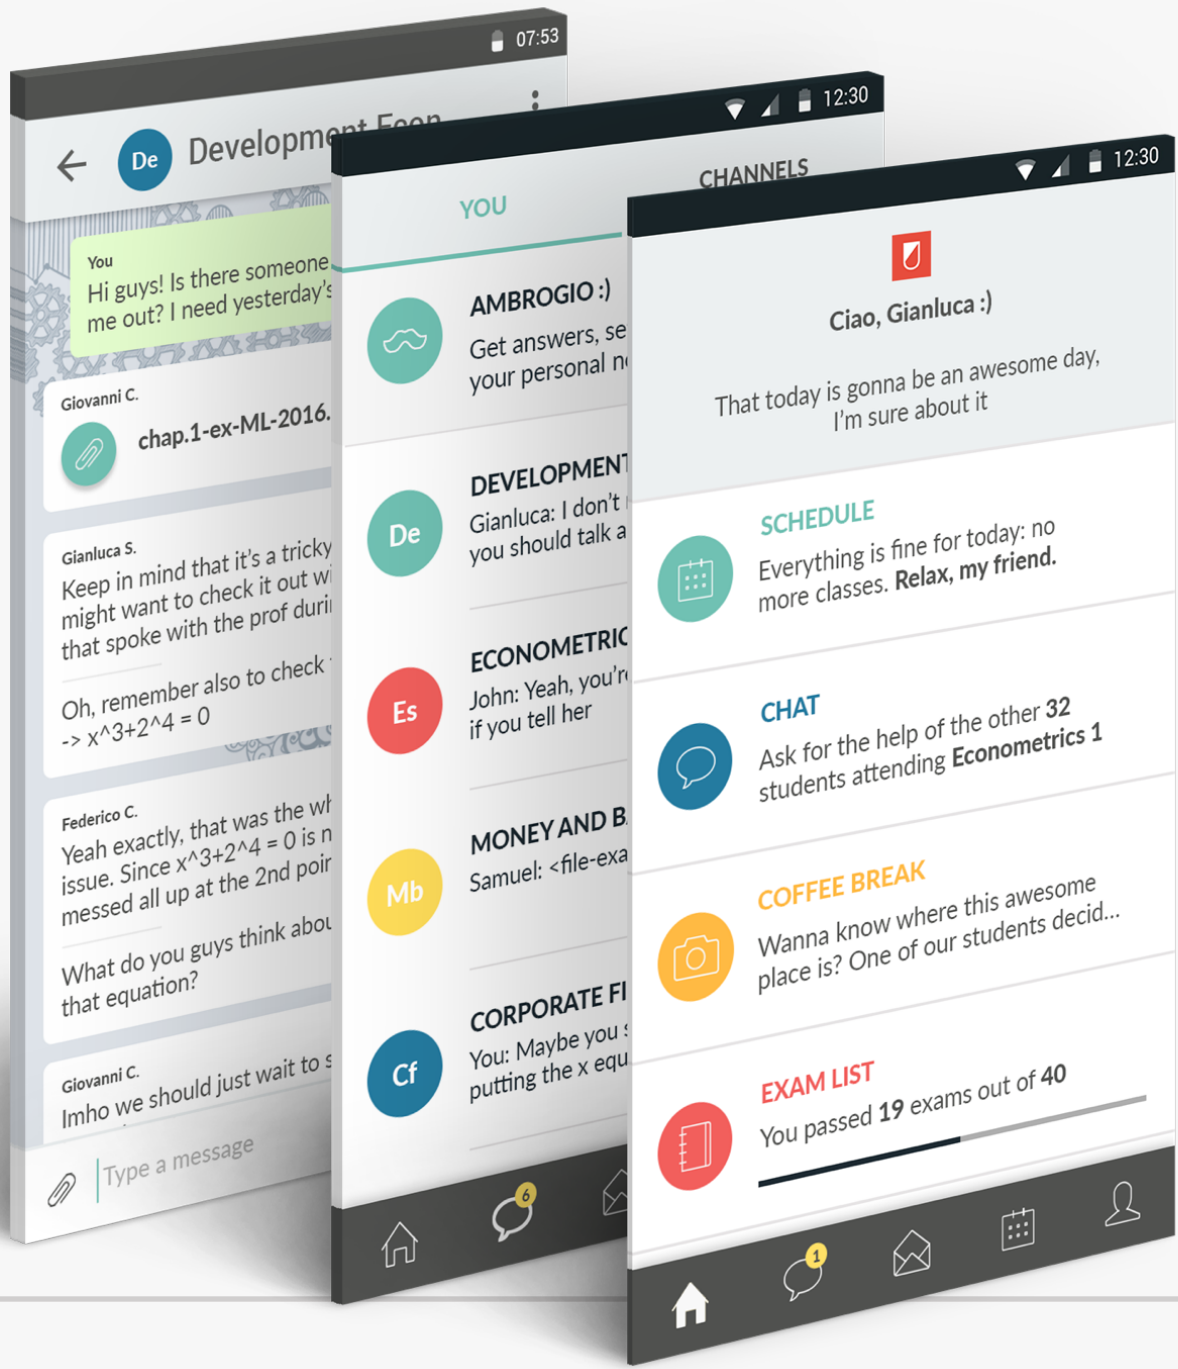 07:53
De
Development Econ
You
Hi guys! Is there someone
me out? I need yesterday's
Giovanni C.
chap.1-ex-ML-2016.
Gianluca S.
Keep in mind that it's a tricky
might want to check it out
that spoke with the prof
Oh, remember also to check
-> x^3+2^4 = 0
Federico C.
Yeah exactly, that was the
issue. Since x^3+2^4 = 0 is
messed all up at the 2nd
What do you guys think
that equation?
Giovanni C.
Imho we should just wait to
Type a message
12:30
YOU
CHANNELS
AMBROGIO :)
Get answers,
your personal
De
DEVELOPMENT
Gianluca: I don't
you should talk
Es
ECONOMETRIC
John: Yeah, you're
if you tell her
Mb
MONEY AND
Samuel: <file-exa
Cf
CORPORATE
You: Maybe you
putting the x
6
12:30
Ciao, Gianluca :)
That today is gonna be an awesome day,
I'm sure about it
SCHEDULE
Everything is fine for today: no
more classes. Relax, my friend.
CHAT
Ask for the help of the other 32
students attending Econometrics 1
COFFEE BREAK
Wanna know where this awesome
place is? One of our students decid...
EXAM LIST
You passed 19 exams out of 40
1